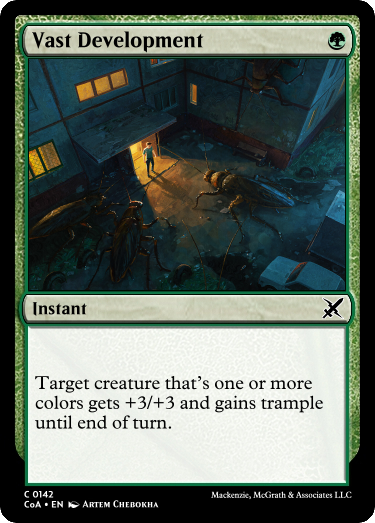 Vast Development
Instant
Target creature that's one or more
colors gets +3/+3 and gains trample
until end of turn.
C 0142
CoA • EN Artem Chebokha
Mackenzie, McGrath & Associates LLC